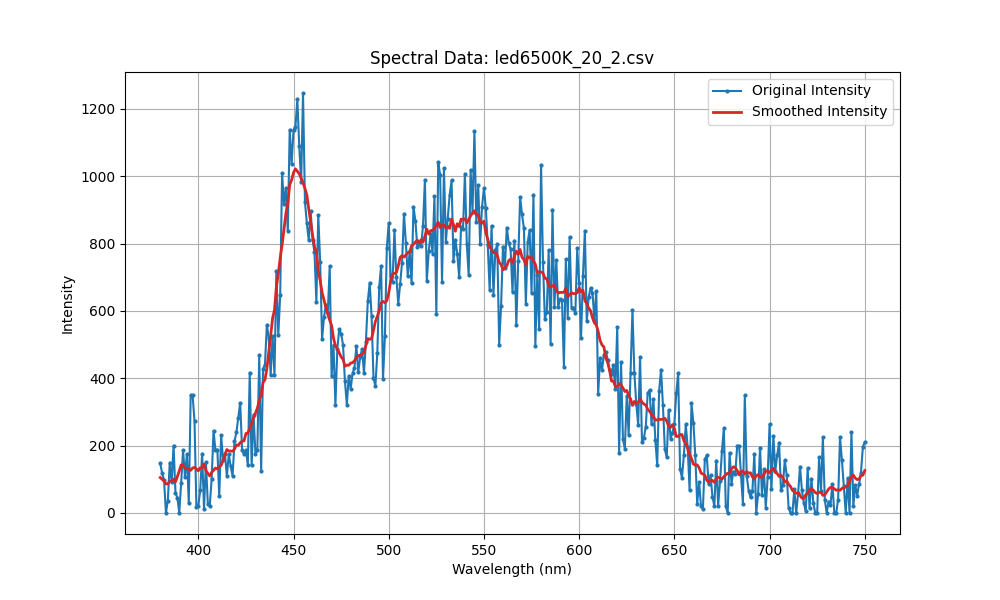 Spectral Data: led6500K_20_2.csv
Original Intensity
Smoothed Intensity
Intensity
1200
1000
800
600
400
200
0
400 450 500 550 600 650 700 750
Wavelength (nm)